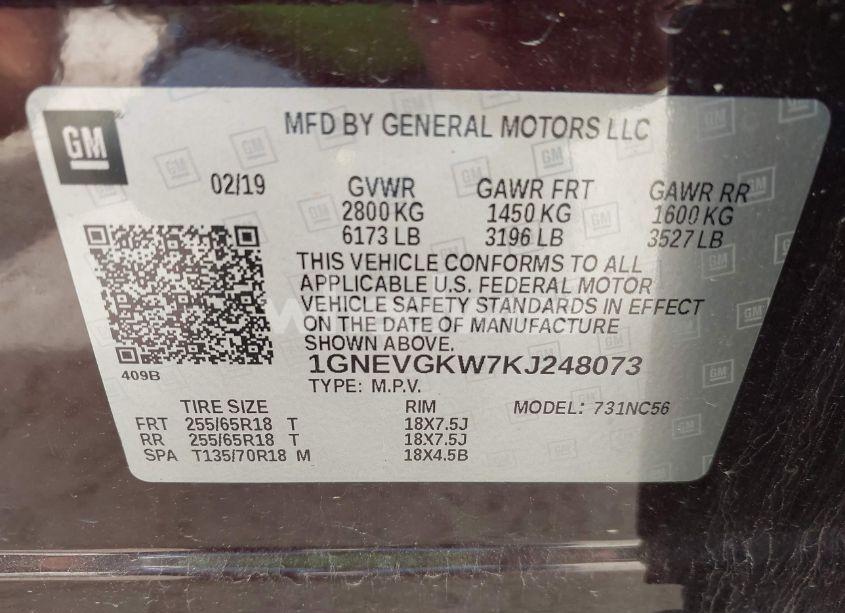 GM
MFD BY GENERAL MOTORS LLC
02/19 GVWR GAWR FRT GAWR RR
2800 KG 1450 KG 1600 KG
6173 LB 3196 LB 3527 LB
THIS VEHICLE CONFORMS TO ALL
APPLICABLE U.S. FEDERAL MOTOR
VEHICLE SAFETY STANDARDS IN EFFECT
ON THE DATE OF MANUFACTURE
SHOWN ABOVE.
409B
1GNEVGKW7KJ248073
TYPE: M.P.V.
TIRE SIZE RIM MODEL: 731NC56
FRT 255/65R18 T 18X7.5J
RR 255/65R18 T 18X7.5J
SPA T135/70R18 M 18X4.5B